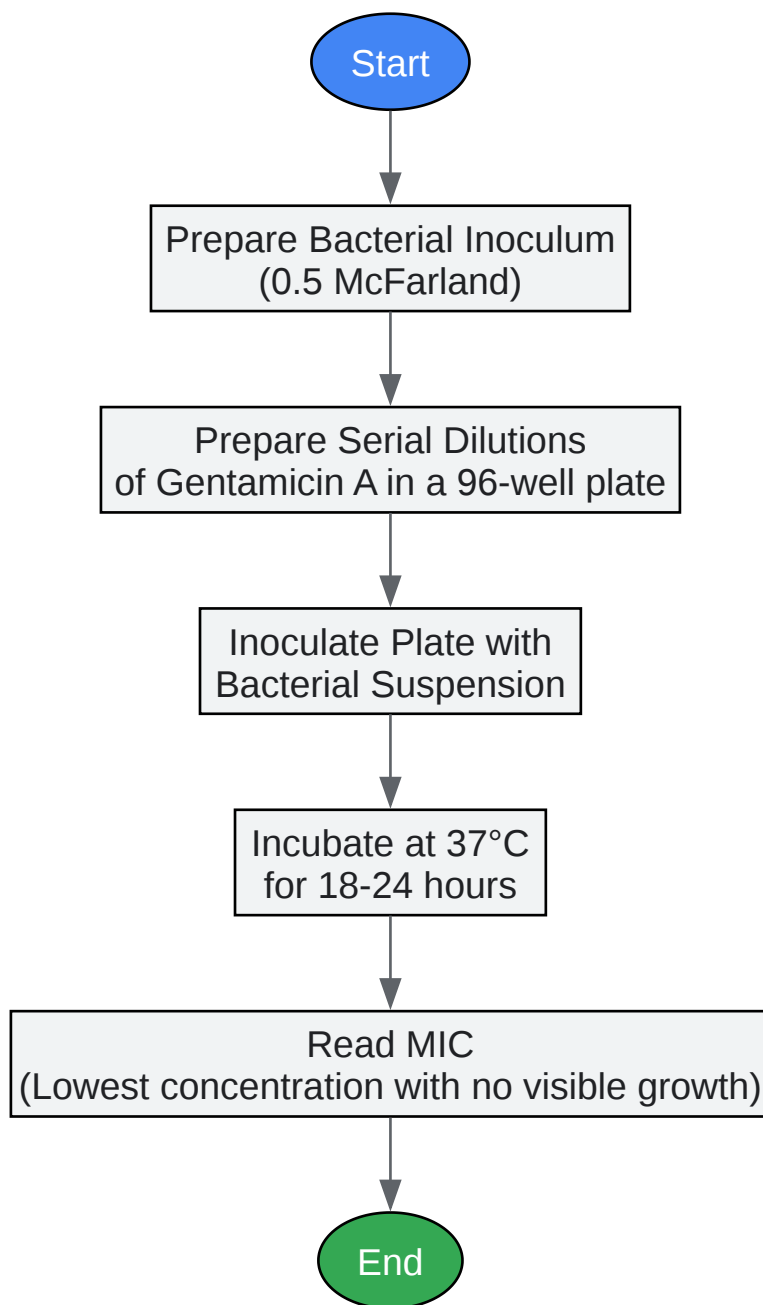 Start
Prepare Bacterial Inoculum
(0.5 McFarland)
Prepare Serial Dilutions
of Gentamicin A in a 96-well plate
Inoculate Plate with
Bacterial Suspension
Incubate at 37°C
for 18-24 hours
Read MIC
(Lowest concentration with no visible growth)
End